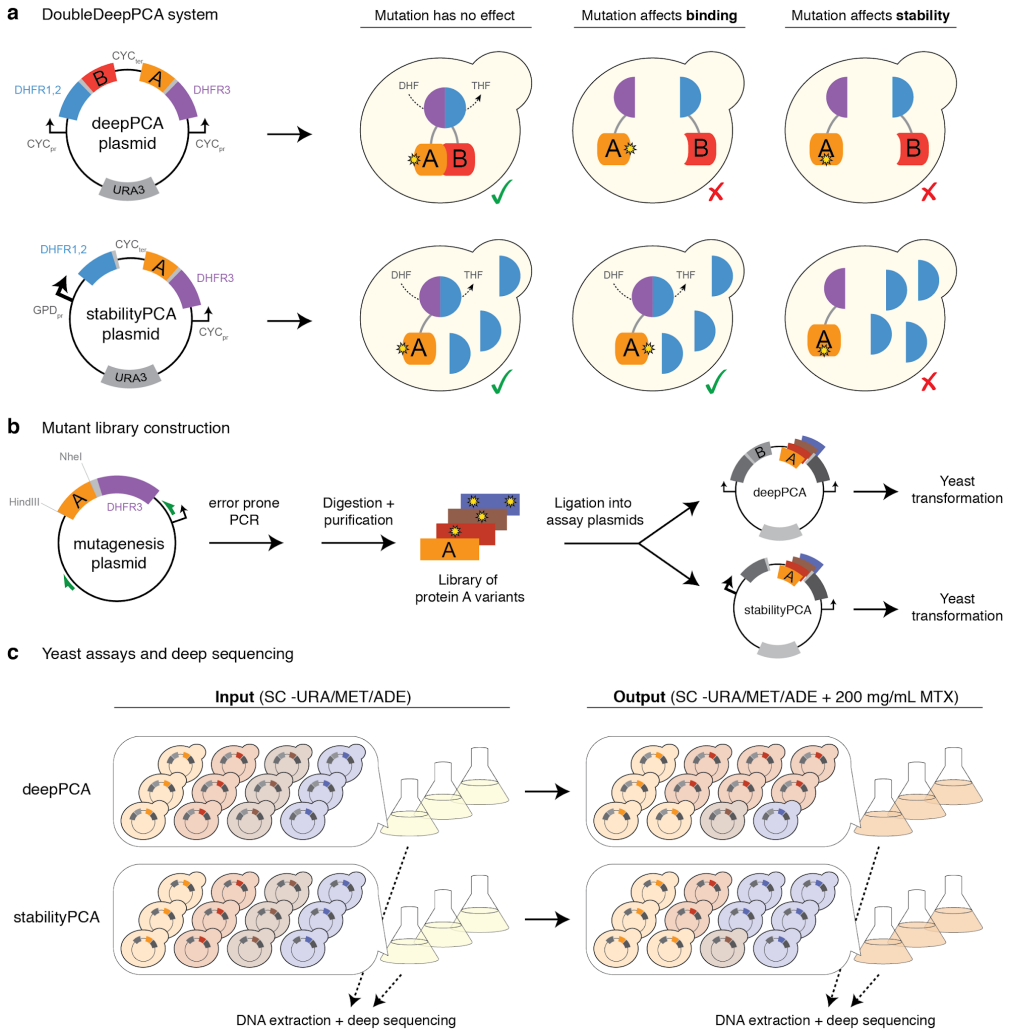 a DoubleDeepPCA system
Mutation has no effect
Mutation affects binding
Mutation affects stability
CYCter
B
A
DHFR1,2
DHFR3
deepPCA
plasmid
CYCpr
CYCpr
URA3
DHF
THF
A
B
A
B
A
B
DHFR1,2
CYCter
A
DHFR3
GPDpr
stabilityPCA
plasmid
CYCpr
URA3
DHF
THF
A
DHF
THF
A
A
b Mutant library construction
NheI
HindIII
A
DHFR3
mutagenesis
plasmid
error prone
PCR
Digestion +
purification
A
Library of
protein A variants
Ligation into
assay plasmids
B
A
deepPCA
Yeast
transformation
A
stabilityPCA
Yeast
transformation
c Yeast assays and deep sequencing
Input (SC -URA/MET/ADE)
Output (SC -URA/MET/ADE + 200 mg/mL MTX)
deepPCA
stabilityPCA
DNA extraction + deep sequencing
DNA extraction + deep sequencing